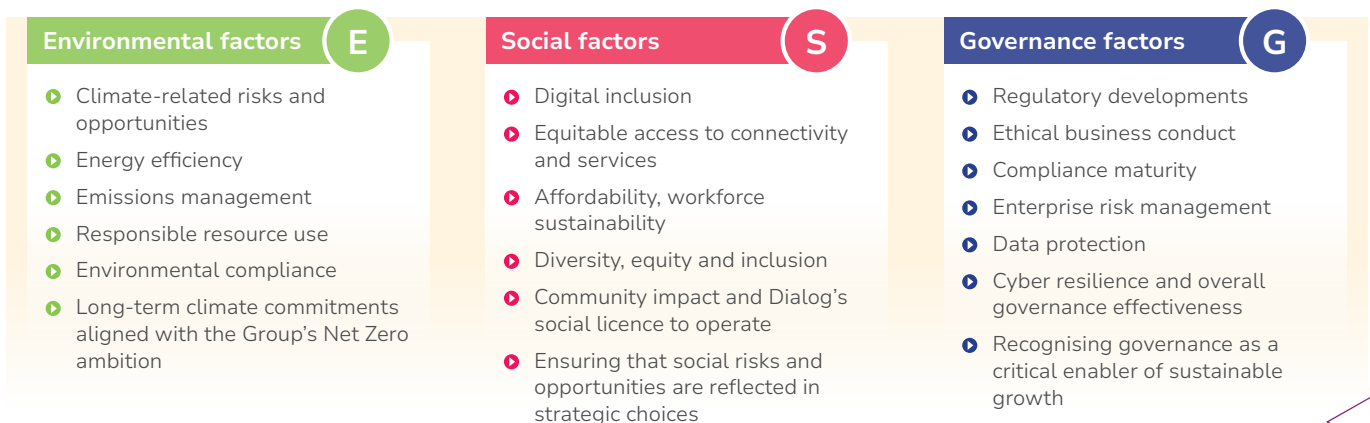 Environmental factors
E
Climate-related risks and
opportunities
Energy efficiency
Emissions management
Responsible resource use
Environmental compliance
Long-term climate commitments
aligned with the Group's Net Zero
ambition
Social factors
S
Digital inclusion
Equitable access to connectivity
and services
Affordability, workforce
sustainability
Diversity, equity and inclusion
Community impact and Dialog's
social licence to operate
Ensuring that social risks and
opportunities are reflected in
strategic choices
Governance factors
G
Regulatory developments
Ethical business conduct
Compliance maturity
Enterprise risk management
Data protection
Cyber resilience and overall
governance effectiveness
Recognising governance as a
critical enabler of sustainable
growth